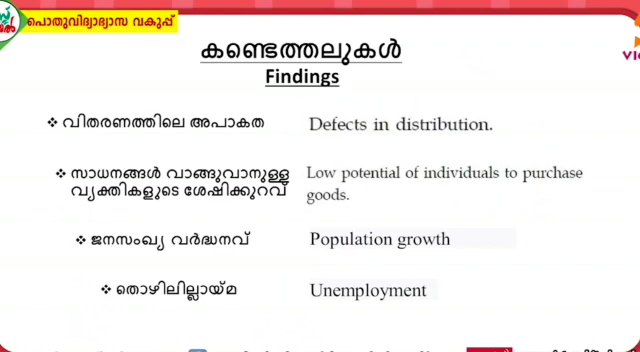 പൊതുവിദ്യാഭ്യാസ വകുപ്പ്
കണ്ടെത്തലുകൾ
Findings
❖ വിതരണത്തിലെ അപാകത
Defects in distribution.
❖ സാധനങ്ങൾ വാങ്ങുവാനുള്ള
വ്യക്തികളുടെ ശേഷിക്കുറവ്
Low potential of individuals to purchase
goods.
❖ ജനസംഖ്യ വർദ്ധനവ്
Population growth
❖ തൊഴിലില്ലായ്മ
Unemployment